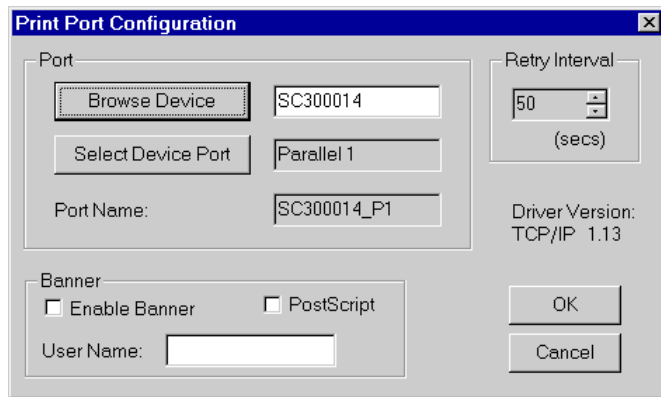 Print Port Configuration
Port
Browse Device SC300014
Select Device Port Parallel 1
Port Name: SC300014_P1
Retry Interval
50
(secs)
Driver Version:
TCP/IP 1.13
Banner
Enable Banner PostScript
User Name:
OK
Cancel